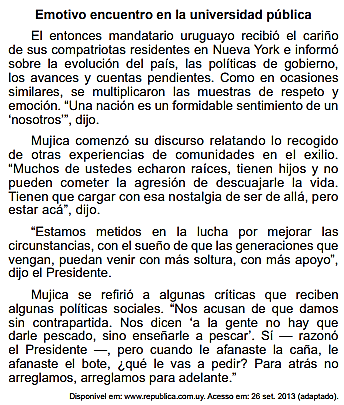 Emotivo encuentro en la universidad pública
El entonces mandatario uruguayo recibió el cariño
de sus compatriotas residentes en Nueva York e informó
sobre la evolución del país, las políticas de gobierno,
los avances y cuentas pendientes. Como en ocasiones
similares, se multiplicaron las muestras de respeto y
emoción. “Una nación es un formidable sentimiento de un
‘nosotros’”, dijo.
Mujica comenzó su discurso relatando lo recogido
de otras experiencias de comunidades en el exilio.
“Muchos de ustedes echaron raíces, tienen hijos y no
pueden cometer la agresión de descuajarle la vida.
Tienen que cargar con esa nostalgia de ser de allá, pero
estar acá”, dijo.
“Estamos metidos en la lucha por mejorar las
circunstancias, con el sueño de que las generaciones que
vengan, puedan venir con más soltura, con más apoyo”,
dijo el Presidente.
Mujica se refirió a algunas críticas que reciben
algunas políticas sociales. “Nos acusan de que damos
sin contrapartida. Nos dicen ‘a la gente no hay que
darle pescado, sino enseñarle a pescar’. Sí — razonó
el Presidente —, pero cuando le afanaste la caña, le
afanaste el bote, ¿qué le vas a pedir? Para atrás no
arreglamos, arreglamos para adelante.”
Disponível em: www.republica.com.uy. Acesso em: 26 set. 2013 (adaptado).